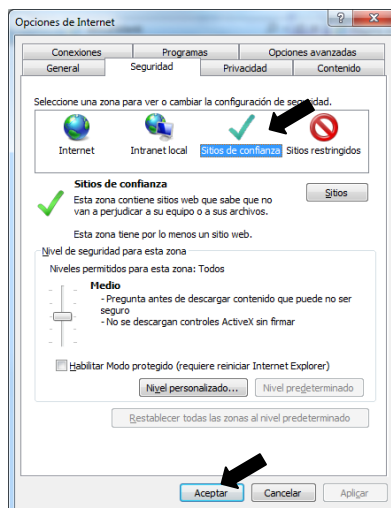 Opciones de Internet
Conexiones Programas Opciones avanzadas
General Seguridad Privacidad Contenido
Seleccione una zona para ver o cambiar la configuración de seguridad.
Internet Intranet local Sitios de confianza Sitios restringidos
Sitios de confianza
Sitios
Esta zona contiene sitios web que sabe que no
van a perjudicar a su equipo o a sus archivos.
Esta zona tiene por lo menos un sitio web.
Nivel de seguridad para esta zona
Niveles permitidos para esta zona: Todos
Medio
- Pregunta antes de descargar contenido que puede no ser
seguro
- No se descargan controles ActiveX sin firmar
Habilitar Modo protegido (requiere reiniciar Internet Explorer)
Nivel personalizado... Nivel predeterminado
Restablecer todas las zonas al nivel predeterminado
Aceptar Cancelar Aplicar